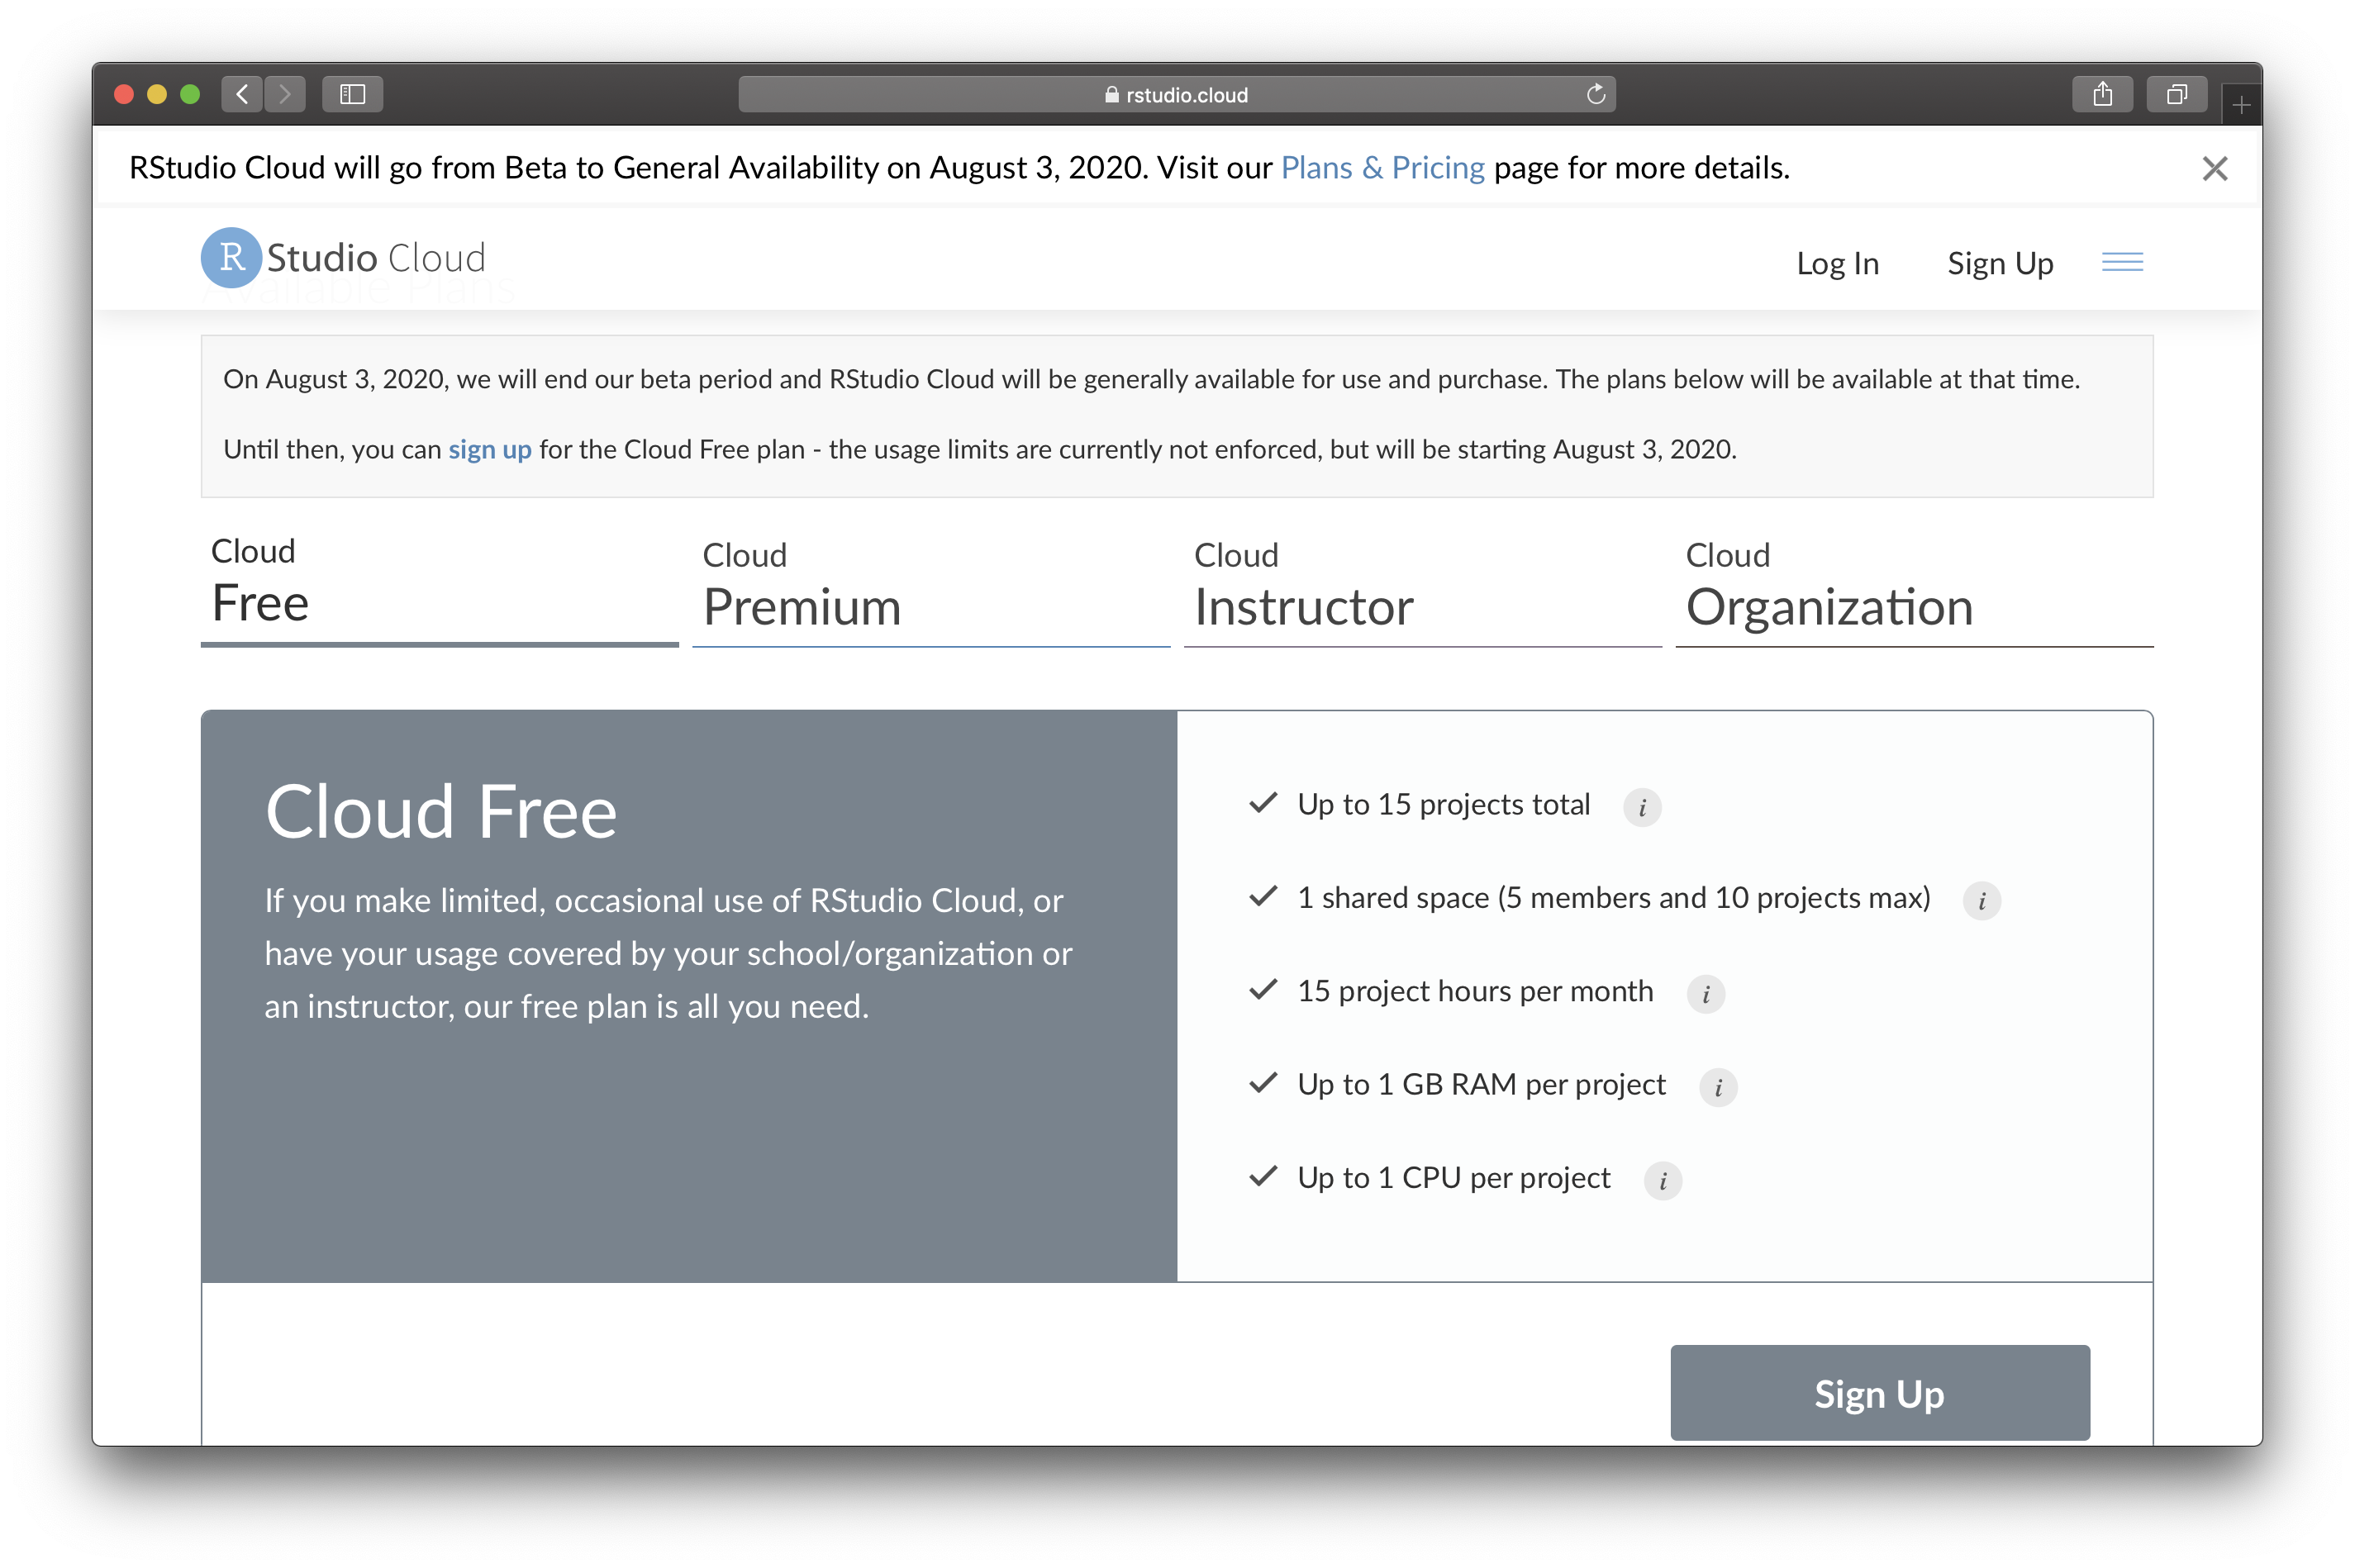 rstudio.cloud
RStudio Cloud will go from Beta to General Availability on August 3, 2020. Visit our Plans & Pricing page for more details.
R Studio Cloud
Log In
Sign Up
Available Plans
On August 3, 2020, we will end our beta period and RStudio Cloud will be generally available for use and purchase. The plans below will be available at that time.
Until then, you can sign up for the Cloud Free plan - the usage limits are currently not enforced, but will be starting August 3, 2020.
Cloud
Free
Cloud
Premium
Cloud
Instructor
Cloud
Organization
Cloud Free
If you make limited, occasional use of RStudio Cloud, or
have your usage covered by your school/organization or
an instructor, our free plan is all you need.
Up to 15 projects total i
1 shared space (5 members and 10 projects max) i
15 project hours per month i
Up to 1 GB RAM per project i
Up to 1 CPU per project i
Sign Up